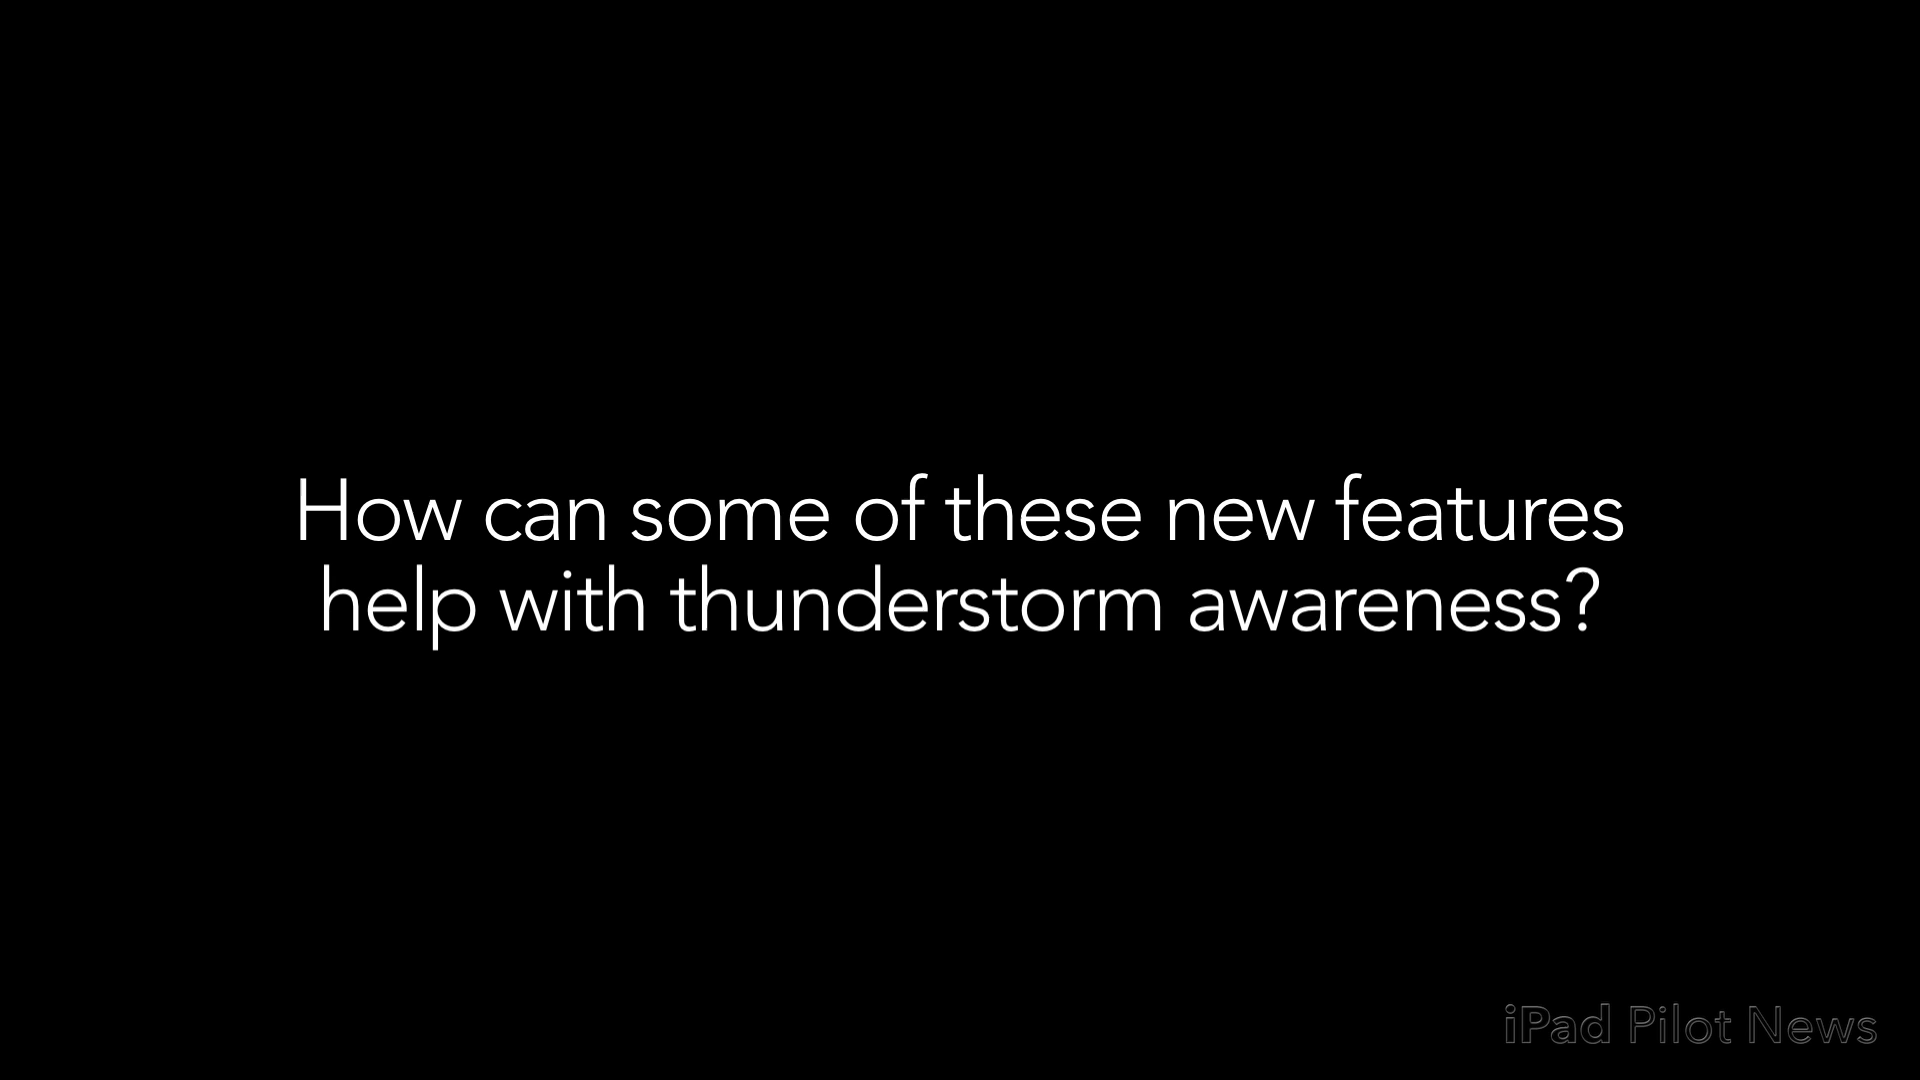 How can some of these new features
help with thunderstorm awareness?
iPad Pilot News